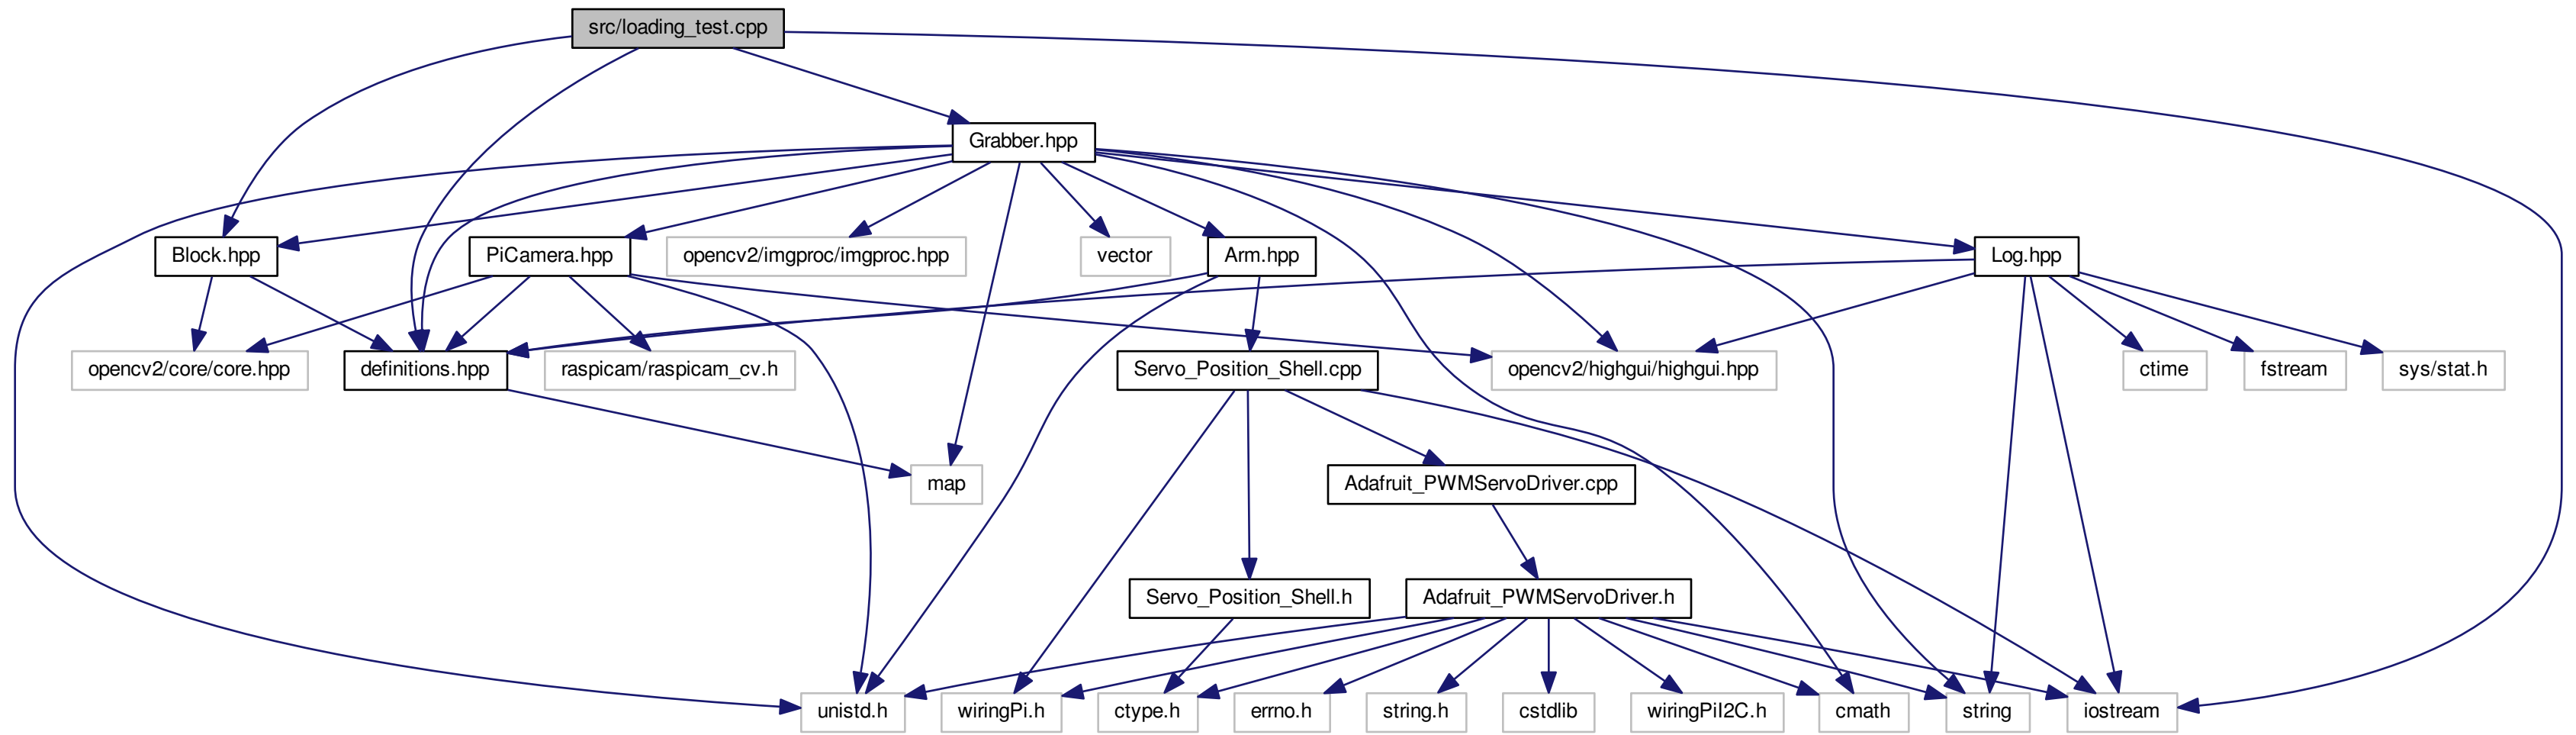 src/loading_test.cpp
Grabber.hpp
Block.hpp
PiCamera.hpp
opencv2/imgproc/imgproc.hpp
vector
Arm.hpp
Log.hpp
opencv2/core/core.hpp
definitions.hpp
raspicam/raspicam_cv.h
Servo_Position_Shell.cpp
opencv2/highgui/highgui.hpp
ctime
fstream
sys/stat.h
map
Adafruit_PWMServoDriver.cpp
Servo_Position_Shell.h
Adafruit_PWMServoDriver.h
unistd.h
wiringPi.h
ctype.h
errno.h
string.h
cstdlib
wiringPiI2C.h
cmath
string
iostream